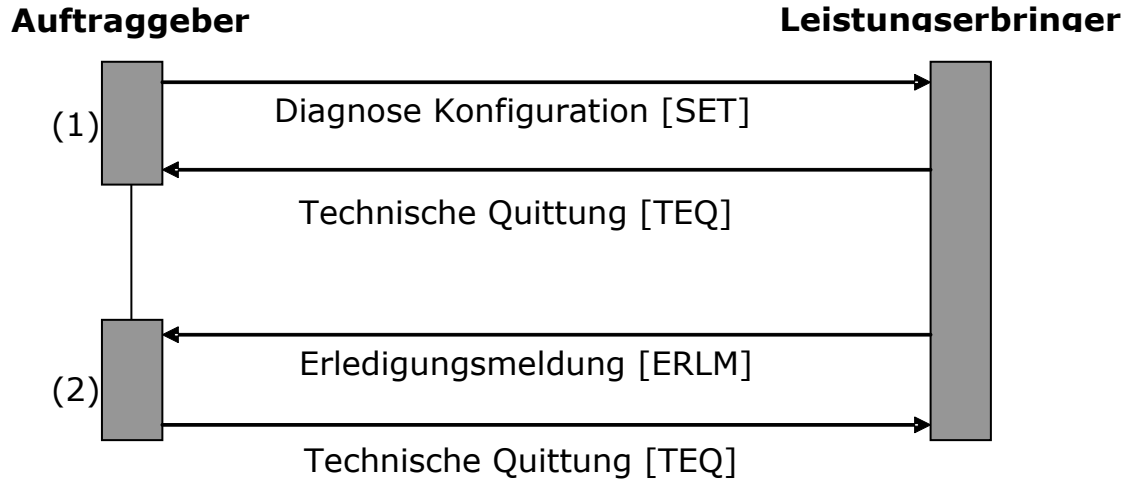 Auftraggeber Leistungserbringer
Diagnose Konfiguration [SET]
(1)
Technische Quittung [TEQ]
Erledigungsmeldung [ERLM]
(2)
Technische Quittung [TEQ]